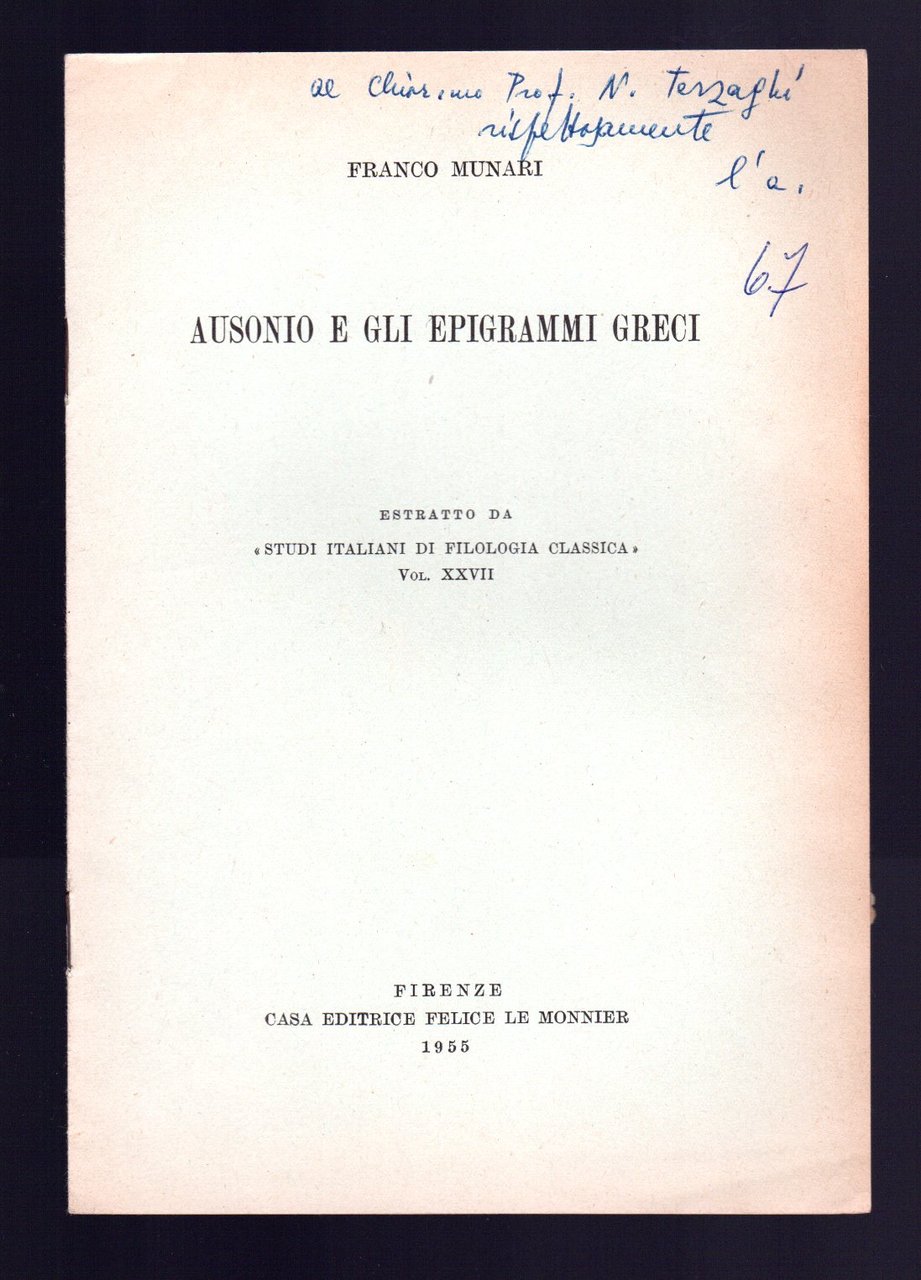 al Chiar.mo Prof. N. Terzaghi
rispettosamente
l'a.
FRANCO MUNARI
67
AUSONIO E GLI EPIGRAMMI GRECI
ESTRATTO DA
«STUDI ITALIANI DI FILOLOGIA CLASSICA»
VOL. XXVII
FIRENZE
CASA EDITRICE FELICE LE MONNIER
1955